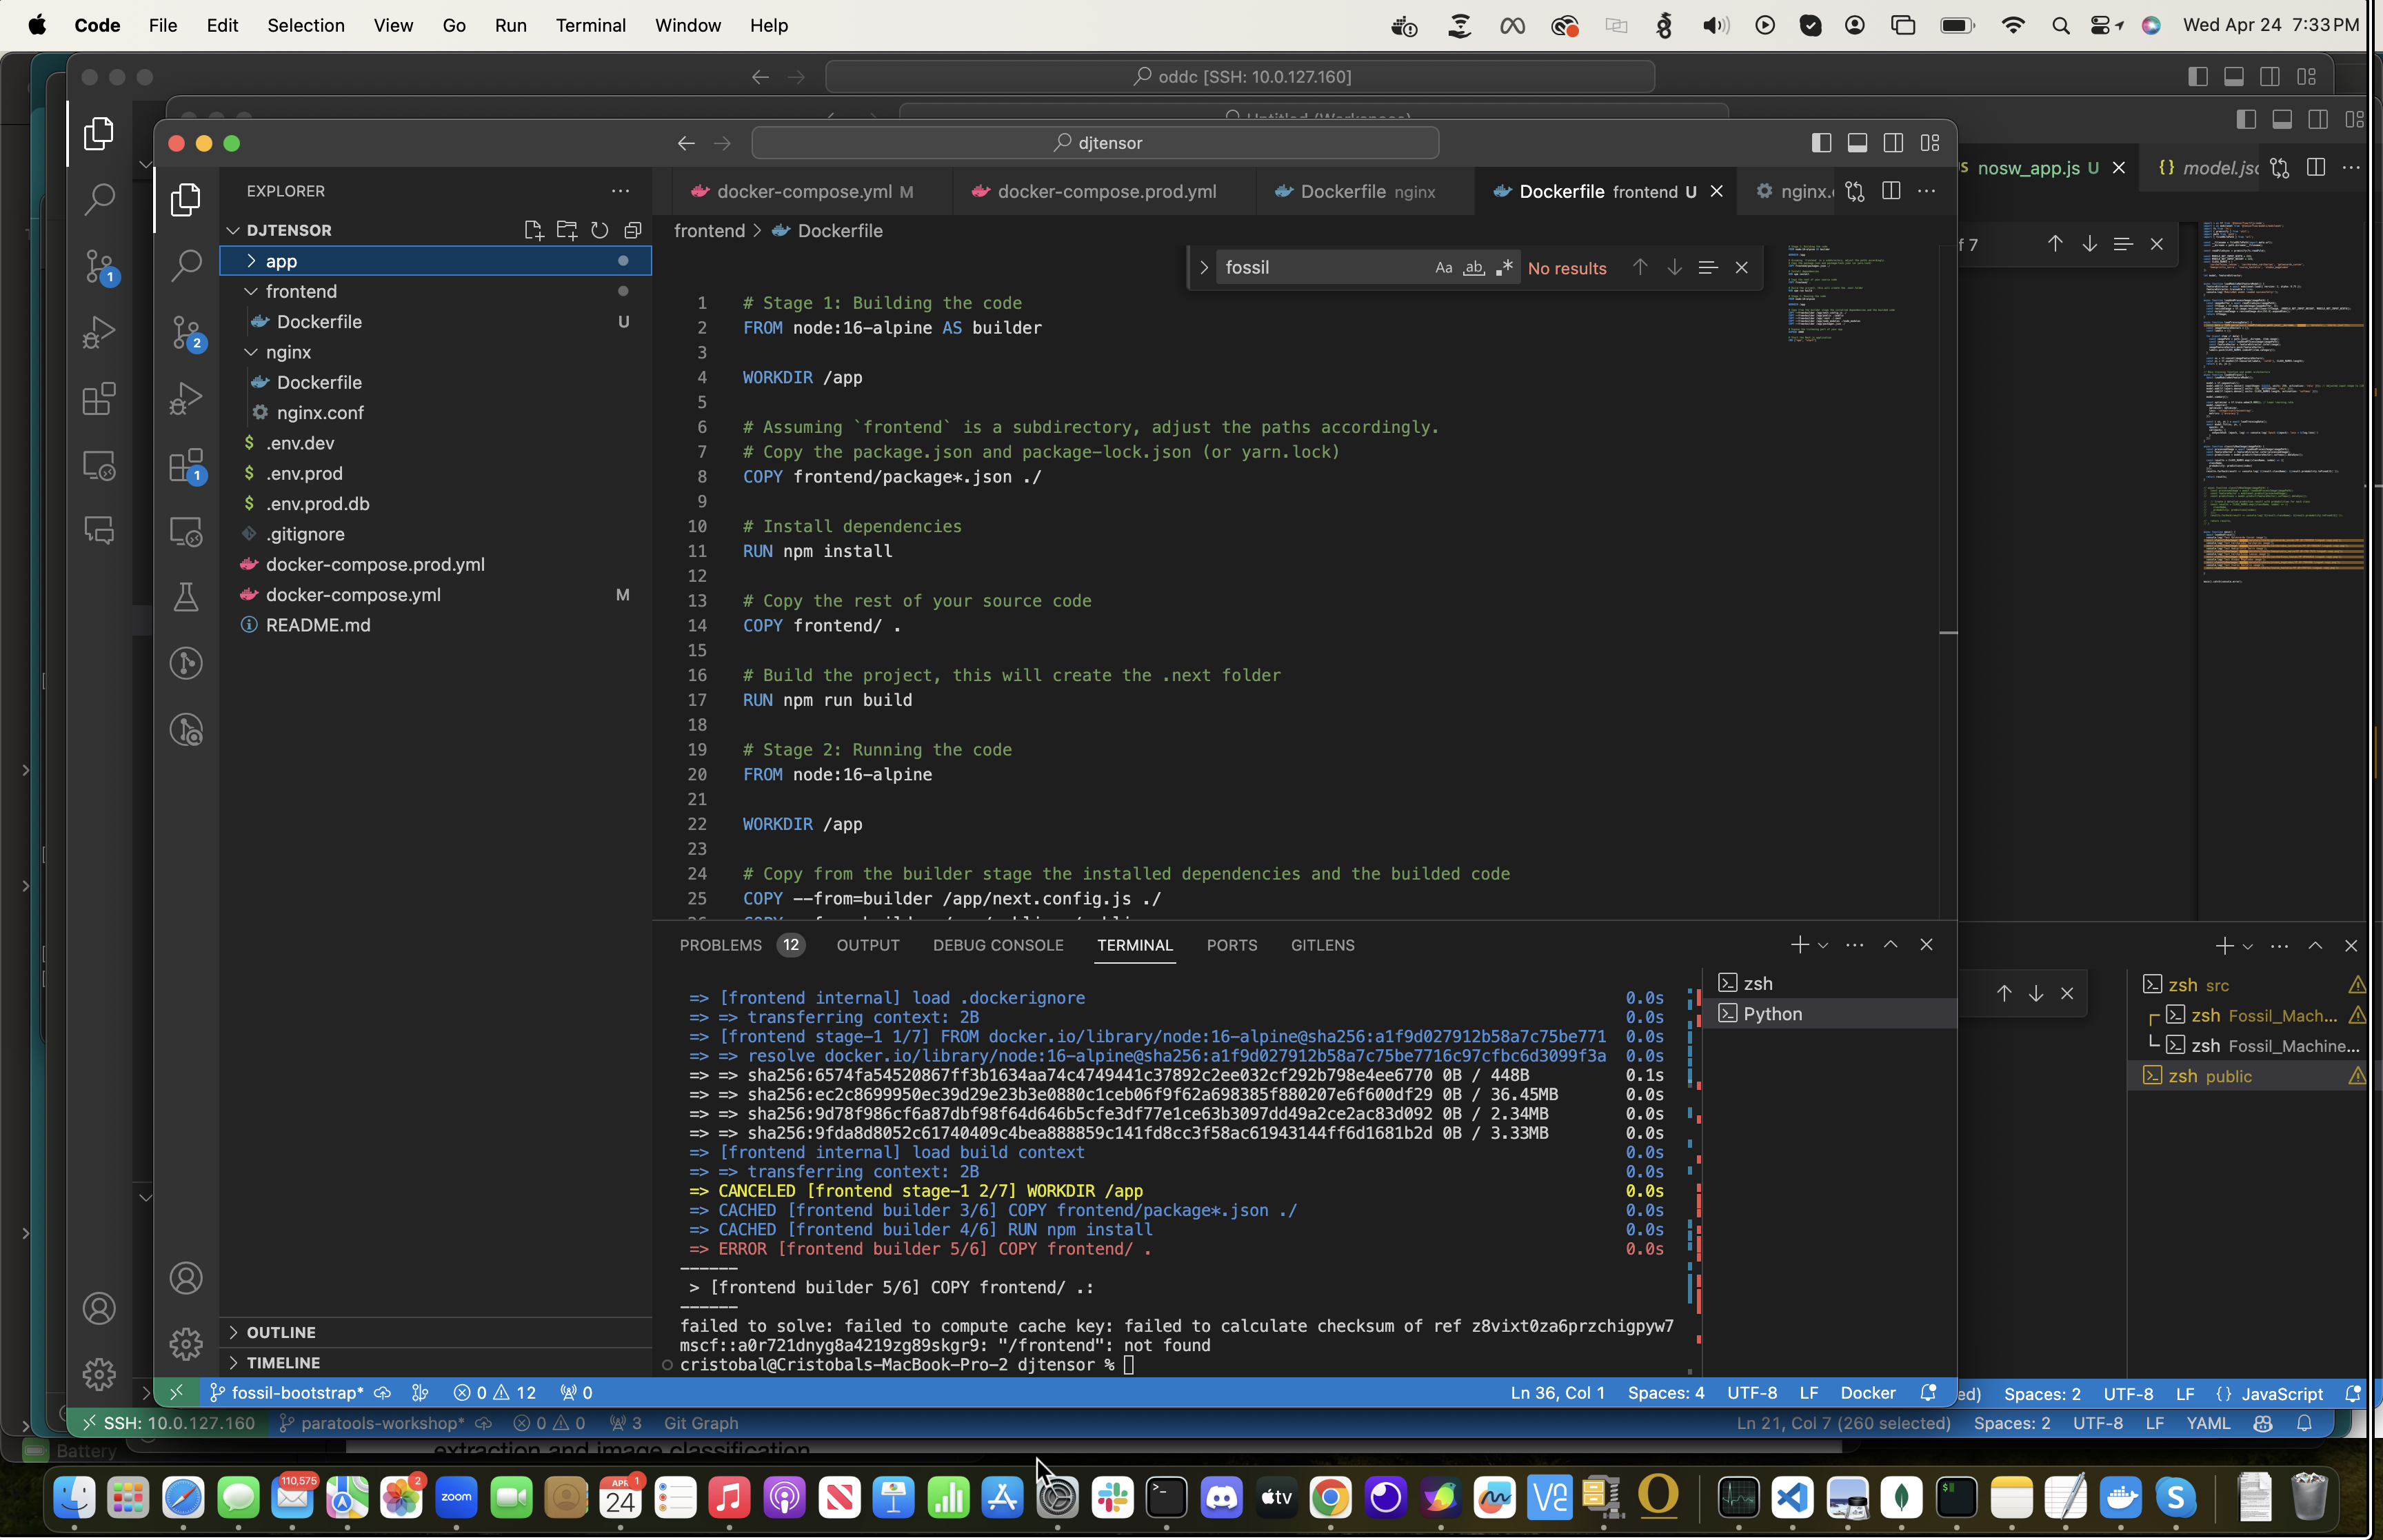 Code File Edit Selection View Go Run Terminal Window Help
Wed Apr 24 7:33 PM
oddc [SSH: 10.0.127.160]
djtensor
EXPLORER
docker-compose.yml M
docker-compose.prod.yml
Dockerfile nginx
Dockerfile frontend U
nginx.
nosw_app.js U
{} model.jso
DJTENSOR
app
frontend
Dockerfile U
nginx
Dockerfile
nginx.conf
$ .env.dev
$ .env.prod
$ .env.prod.db
.gitignore
docker-compose.prod.yml
docker-compose.yml M
README.md
OUTLINE
TIMELINE
1
2
1
frontend > Dockerfile
fossil
Aa ab .*
No results
f 7
1 # Stage 1: Building the code
2 FROM node:16-alpine AS builder
3
4 WORKDIR /app
5
6 # Assuming `frontend` is a subdirectory, adjust the paths accordingly.
7 # Copy the package.json and package-lock.json (or yarn.lock)
8 COPY frontend/package*.json ./
9
10 # Install dependencies
11 RUN npm install
12
13 # Copy the rest of your source code
14 COPY frontend/ .
15
16 # Build the project, this will create the .next folder
17 RUN npm run build
18
19 # Stage 2: Running the code
20 FROM node:16-alpine
21
22 WORKDIR /app
23
24 # Copy from the builder stage the installed dependencies and the builded code
25 COPY --from=builder /app/next.config.js ./
PROBLEMS 12 OUTPUT DEBUG CONSOLE TERMINAL PORTS GITLENS
=> [frontend internal] load .dockerignore 0.0s
=> => transferring context: 2B 0.0s
=> [frontend stage-1 1/7] FROM docker.io/library/node:16-alpine@sha256:a1f9d027912b58a7c75be771 0.0s
=> => resolve docker.io/library/node:16-alpine@sha256:a1f9d027912b58a7c75be7716c97cfbc6d3099f3a 0.0s
=> => sha256:6574fa54520867ff3b1634aa74c4749441c37892c2ee032cf292b798e4ee6770 0B / 448B 0.1s
=> => sha256:ec2c8699950ec39d29e23b3e0880c1ceb06f9f62a698385f880207e6f600df29 0B / 36.45MB 0.0s
=> => sha256:9d78f986cf6a87dbf98f64d646b5cfe3df77e1ce63b3097dd49a2ce2ac83d092 0B / 2.34MB 0.0s
=> => sha256:9fda8d8052c61740409c4bea888859c141fd8cc3f58ac61943144ff6d1681b2d 0B / 3.33MB 0.0s
=> [frontend internal] load build context 0.0s
=> => transferring context: 2B 0.0s
=> CANCELED [frontend stage-1 2/7] WORKDIR /app 0.0s
=> CACHED [frontend builder 3/6] COPY frontend/package*.json ./ 0.0s
=> CACHED [frontend builder 4/6] RUN npm install 0.0s
=> ERROR [frontend builder 5/6] COPY frontend/ . 0.0s
------
> [frontend builder 5/6] COPY frontend/ .:
------
failed to solve: failed to compute cache key: failed to calculate checksum of ref z8vixt0za6przchigpyw7
mscf::a0r721dnyg8a4219zg89skgr9: "/frontend": not found
cristobal@Cristobals-MacBook-Pro-2 djtensor %
zsh
Python
zsh src
zsh Fossil_Mach...
zsh Fossil_Machine...
zsh public
fossil-bootstrap* 0 12 0
Ln 36, Col 1 Spaces: 4 UTF-8 LF Docker
ed) Spaces: 2 UTF-8 LF {} JavaScript
SSH: 10.0.127.160 paratools-workshop* 0 0 3 Git Graph
Ln 21, Col 7 (260 selected) Spaces: 2 UTF-8 LF YAML
Battery
extraction and image classification
110,575
2
zoom
APR 1
24
tv